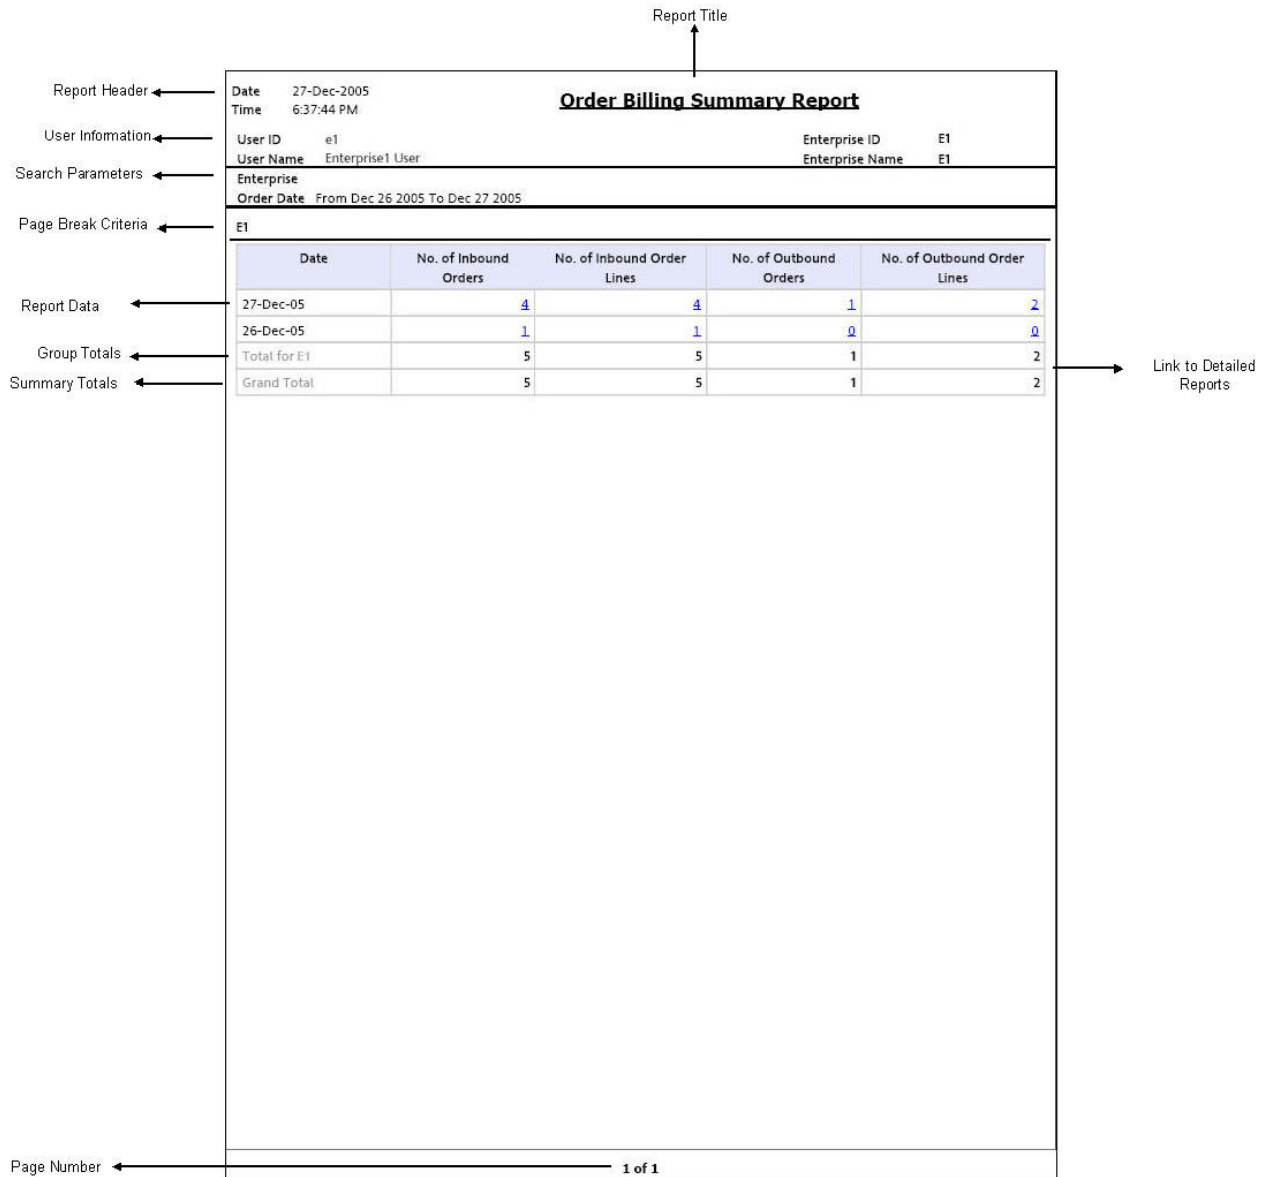 Report Title
Report Header
Date 27-Dec-2005
Order Billing Summary Report
Time 6:37:44 PM
User Information
User ID e1 Enterprise ID E1
User Name Enterprise1 User Enterprise Name E1
Search Parameters
Enterprise
Order Date From Dec 26 2005 To Dec 27 2005
Page Break Criteria
E1
Date No. of Inbound Orders No. of Inbound Order Lines No. of Outbound Orders No. of Outbound Order Lines
Report Data
27-Dec-05 4 4 1 2
26-Dec-05 1 1 0 0
Group Totals
Total for E1 5 5 1 2
Summary Totals
Grand Total 5 5 1 2
Link to Detailed
Reports
Page Number
1 of 1